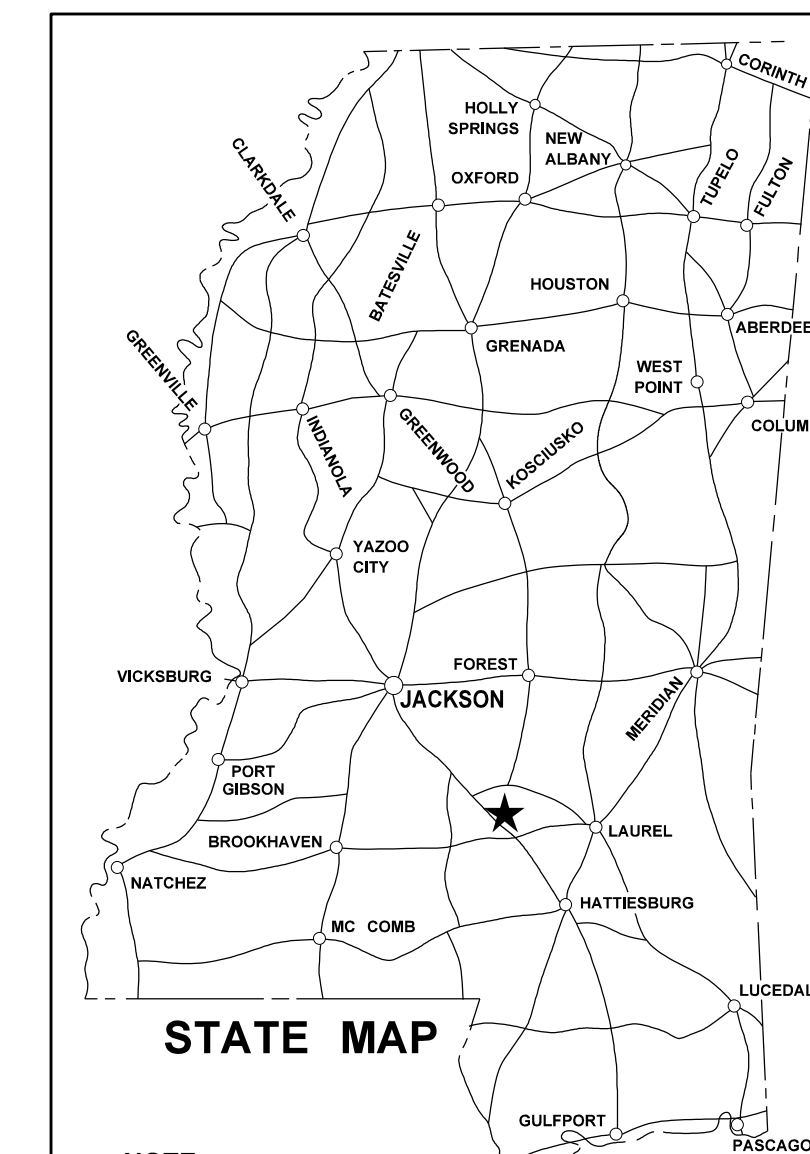 CORINTH
HOLLY
SPRINGS
NEW
ALBANY
CLARKDALE
OXFORD
TUPELO
FULTON
BATESVILLE
HOUSTON
ABERDEE
GREENVILLE
GRENADA
WEST
POINT
COLUM
INDIANOLA
GREENWOOD
KOSCIUSKO
YAZOO
CITY
VICKSBURG
FOREST
JACKSON
MERIDIAN
PORT
GIBSON
BROOKHAVEN
LAUREL
NATCHEZ
HATTIESBURG
MC COMB
LUCEDAL
STATE MAP
GULFPORT
PASCAGO
NOTE